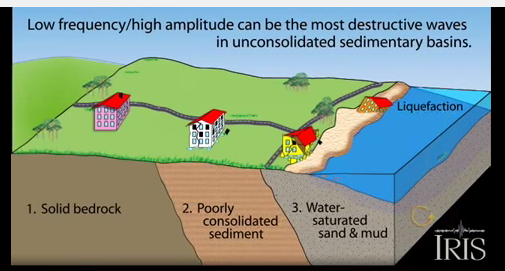 Low frequency/high amplitude can be the most destructive waves
in unconsolidated sedimentary basins.
Liquefaction
1. Solid bedrock
2. Poorly
consolidated
sediment
3. Water-
saturated
sand & mud
IRIS